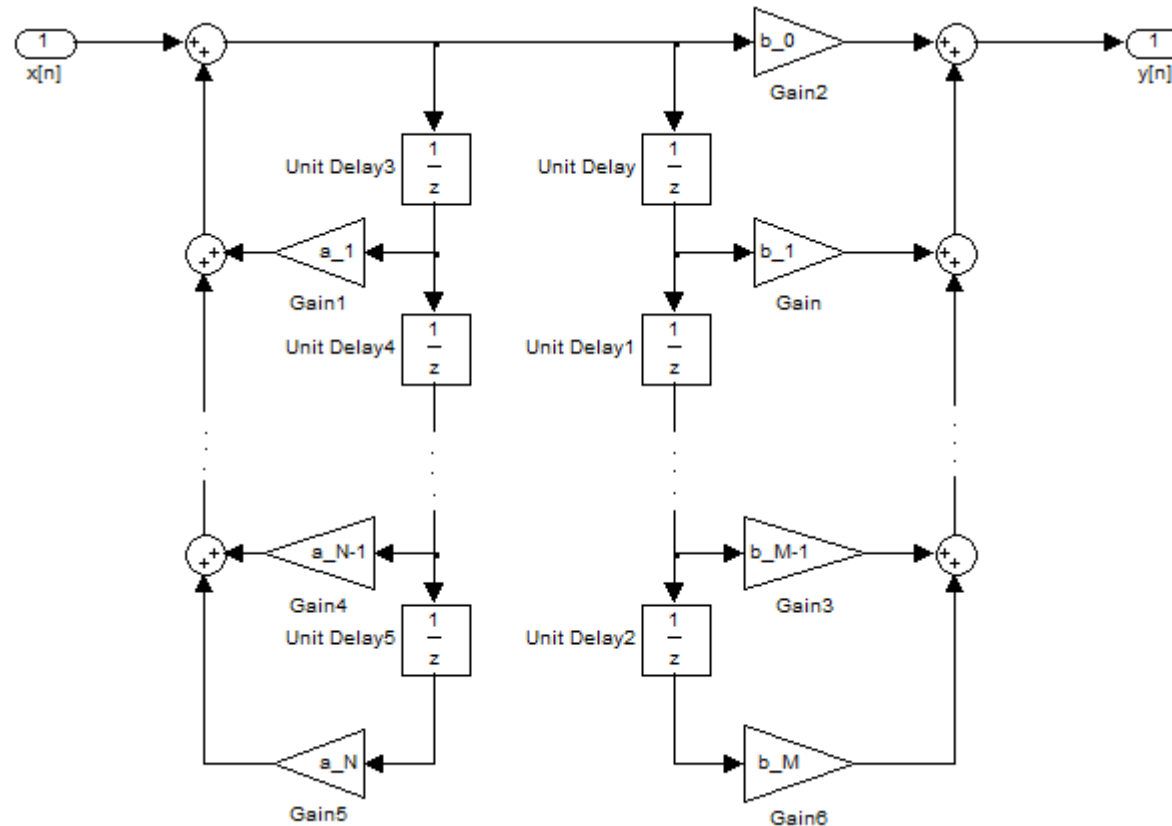 1
x[n]
+
+
b_0
Gain2
+
+
1
y[n]
Unit Delay3
1
z
Unit Delay
1
z
+
+
a_1
Gain1
b_1
Gain
+
+
Unit Delay4
1
z
Unit Delay1
1
z
+
+
a_N-1
Gain4
b_M-1
Gain3
+
+
Unit Delay5
1
z
Unit Delay2
1
z
a_N
Gain5
b_M
Gain6